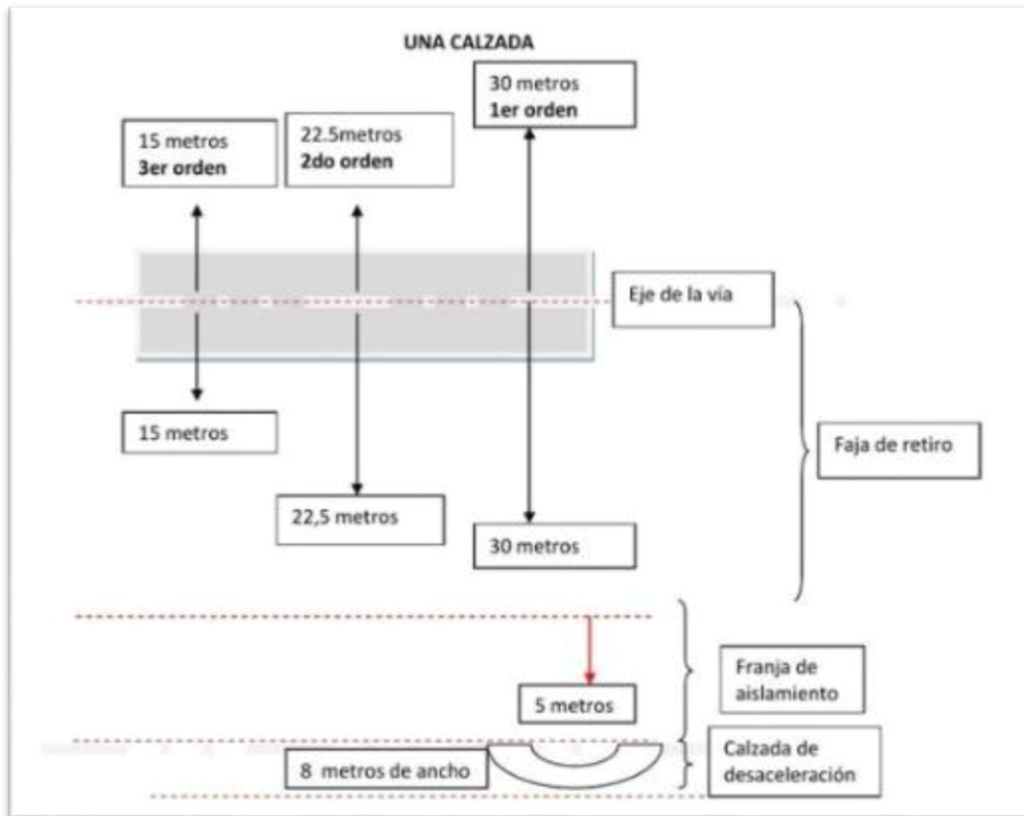 UNA CALZADA
30 metros
1er orden
15 metros
3er orden
22.5metros
2do orden
Eje de la vía
15 metros
Faja de retiro
22,5 metros
30 metros
Franja de
aislamiento
5 metros
Calzada de
desaceleración
8 metros de ancho